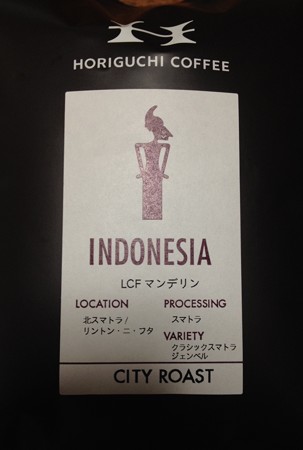 HORIGUCHI COFFEE
INDONESIA
LCF マンデリン
LOCATION
北スマトラ /
リントン・ニ・フタ
PROCESSING
スマトラ
VARIETY
クラシックスマトラ
ジェンベル
CITY ROAST